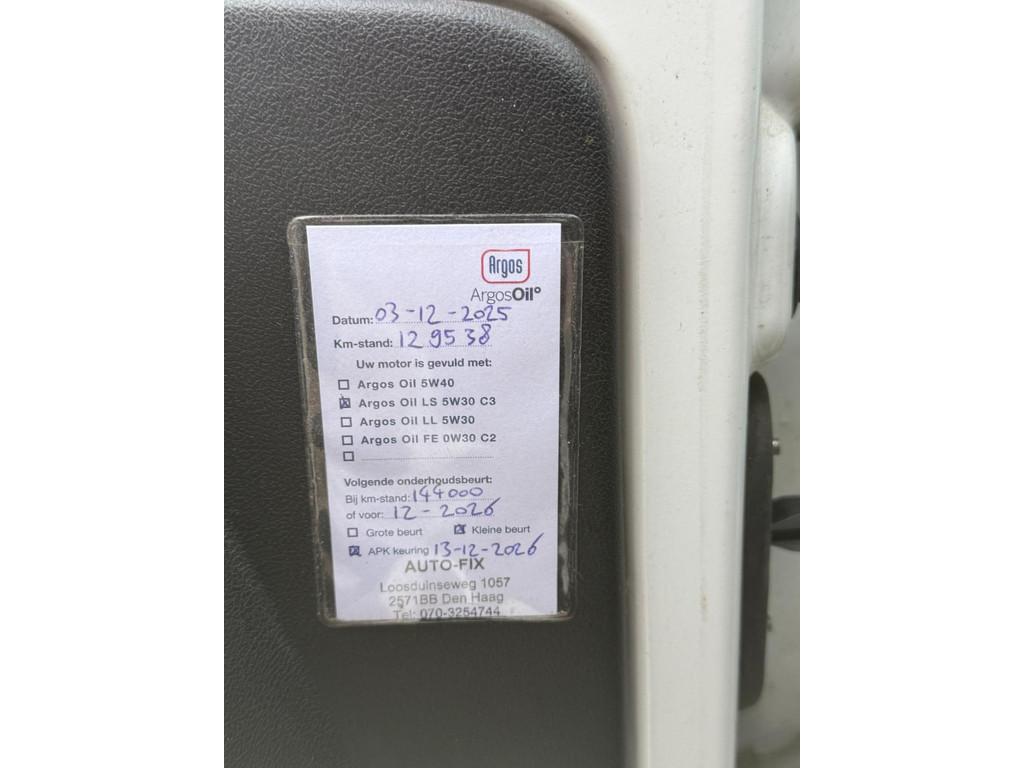 Argos
ArgosOil°
Datum: 03-12-2025
Km-stand: 129538
Uw motor is gevuld met:
Argos Oil 5W40
Argos Oil LS 5W30 C3
Argos Oil LL 5W30
Argos Oil FE 0W30 C2
Volgende onderhoudsbeurt:
Bij km-stand: 144000
of voor: 12-2026
Grote beurt Kleine beurt
APK keuring 13-12-2026
AUTO-FIX
Loosduinseweg 1057
2571BB Den Haag
Tel: 070-3254744